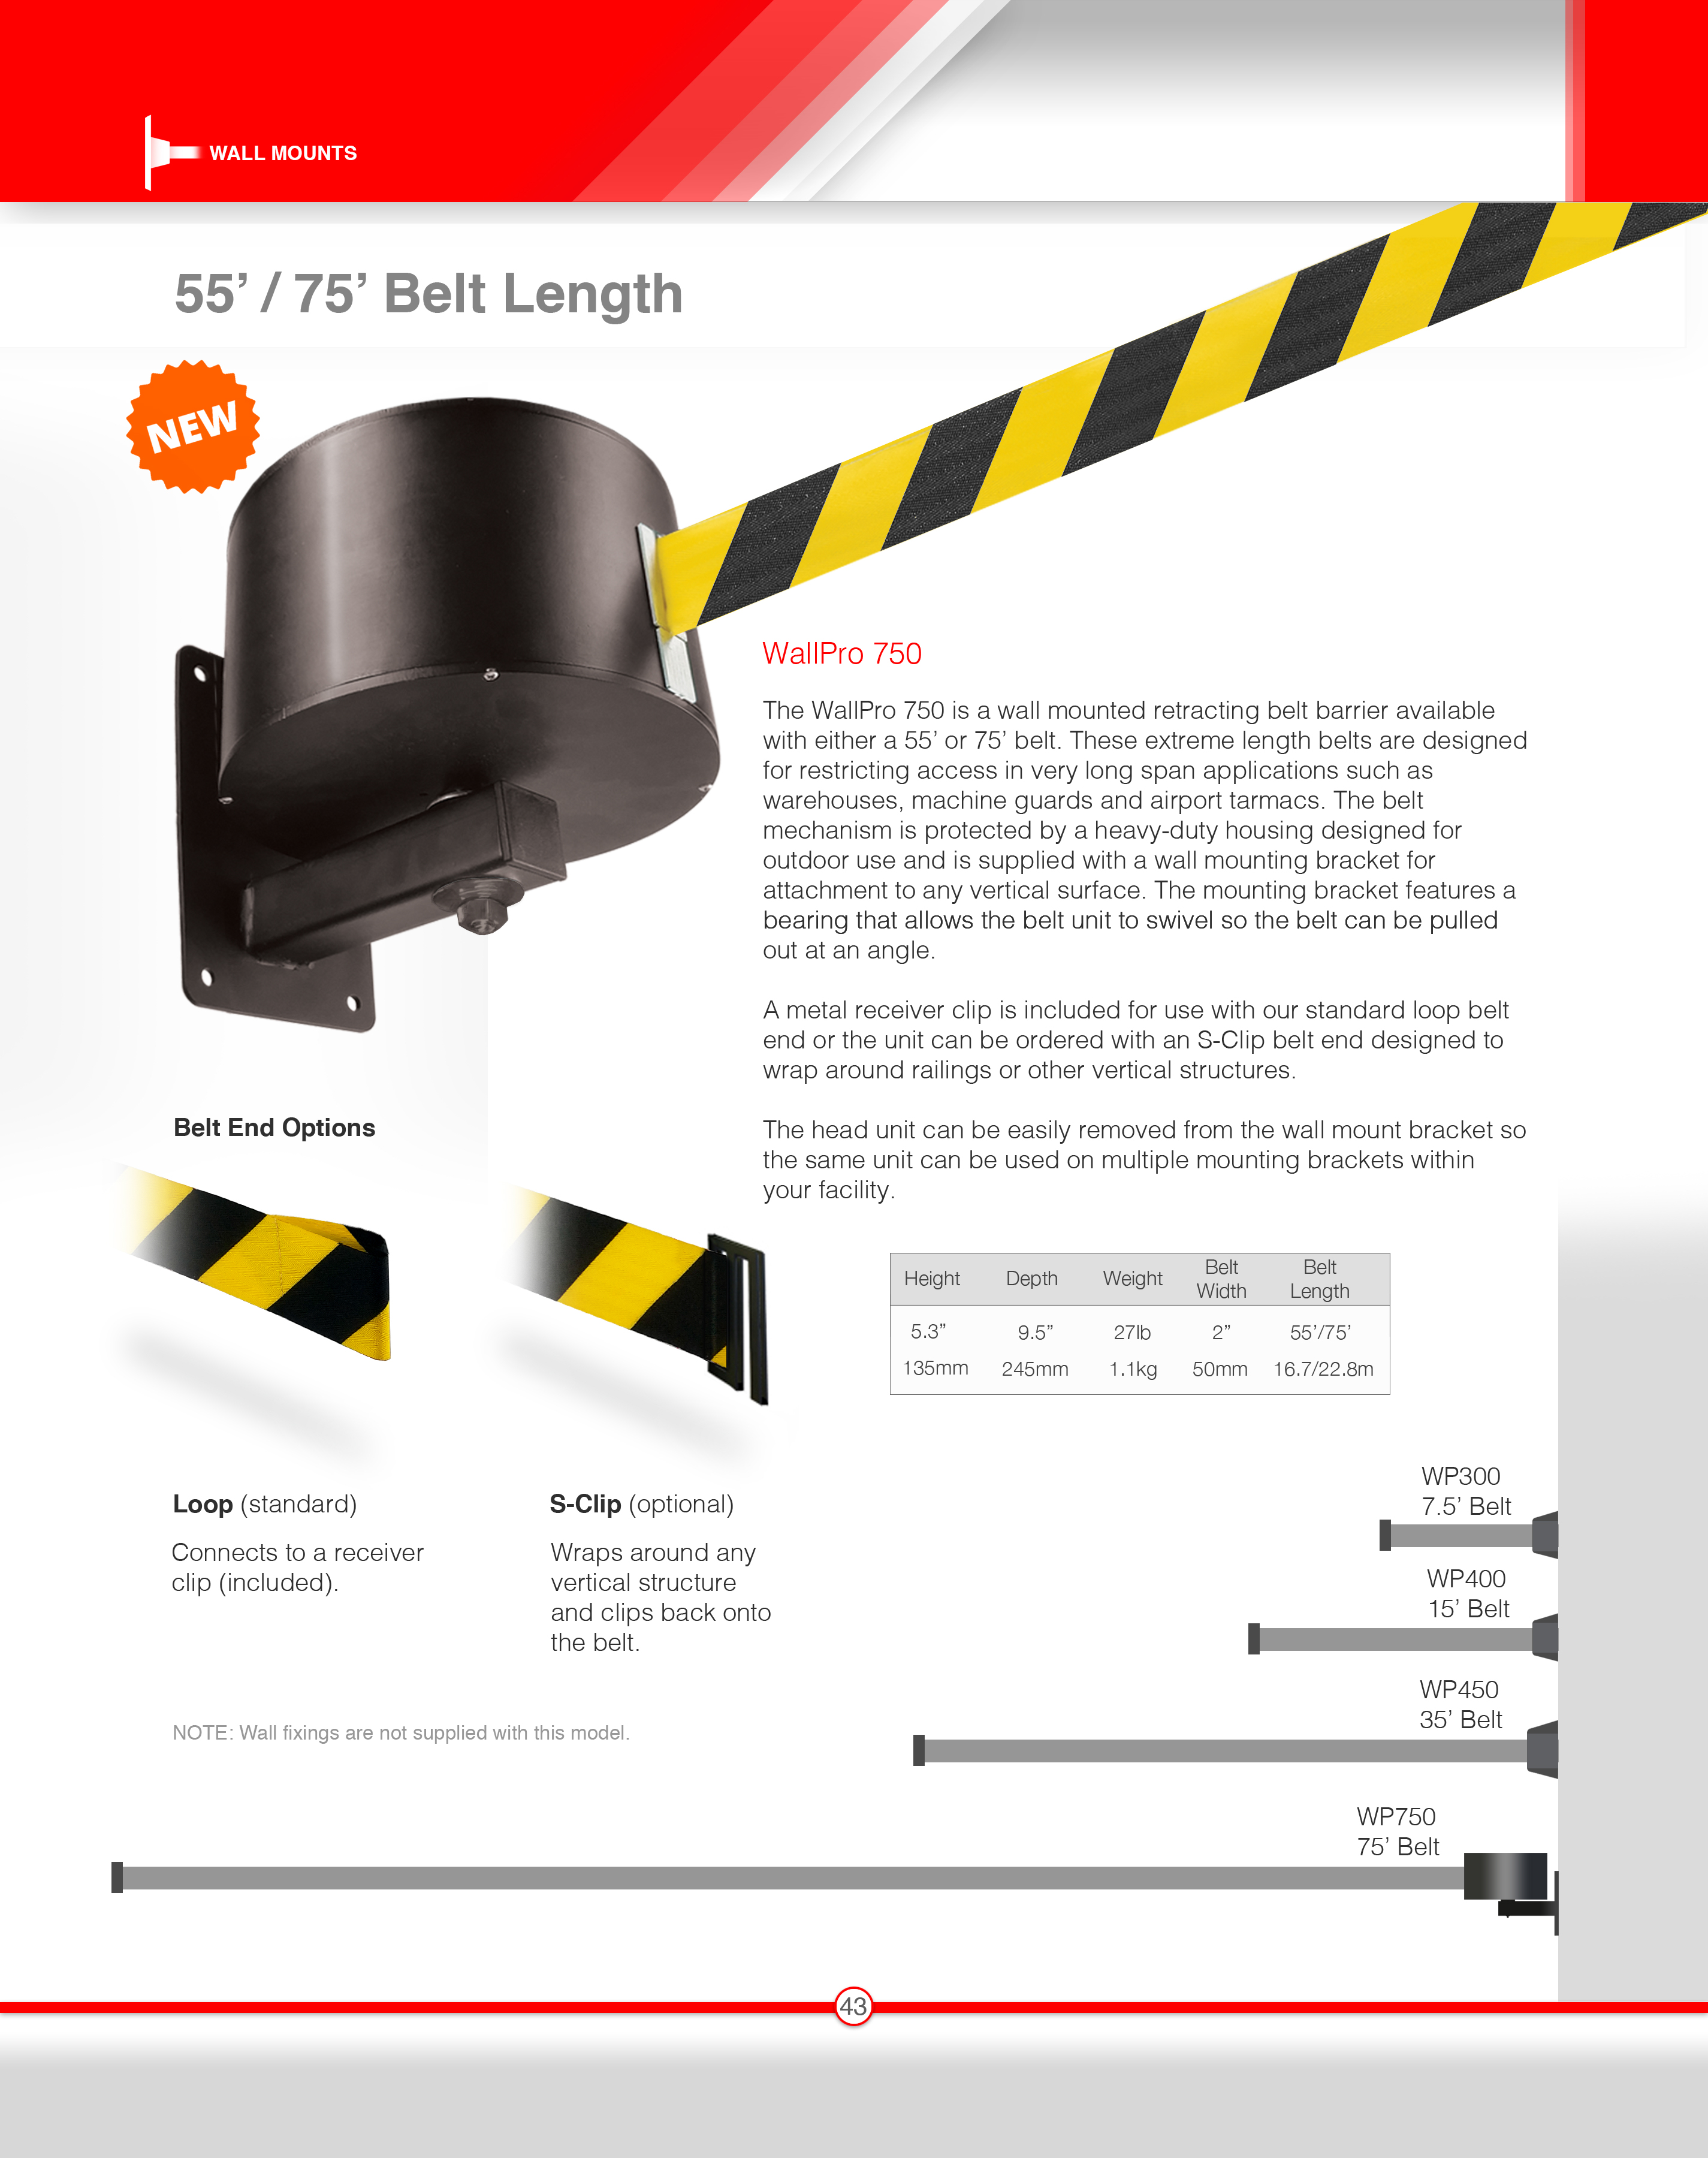 WALL MOUNTS
55’ / 75’ Belt Length
NEW
WallPro 750
The WallPro 750 is a wall mounted retracting belt barrier available
with either a 55’ or 75’ belt. These extreme length belts are designed
for restricting access in very long span applications such as
warehouses, machine guards and airport tarmacs. The belt
mechanism is protected by a heavy-duty housing designed for
outdoor use and is supplied with a wall mounting bracket for
attachment to any vertical surface. The mounting bracket features a
bearing that allows the belt unit to swivel so the belt can be pulled
out at an angle.
A metal receiver clip is included for use with our standard loop belt
end or the unit can be ordered with an S-Clip belt end designed to
wrap around railings or other vertical structures.
The head unit can be easily removed from the wall mount bracket so
the same unit can be used on multiple mounting brackets within
your facility.
Belt End Options
Loop (standard)
Connects to a receiver
clip (included).
S-Clip (optional)
Wraps around any
vertical structure
and clips back onto
the belt.
NOTE: Wall fixings are not supplied with this model.
Height Depth Weight Belt Width Belt Length
5.3” 9.5” 27lb 2” 55’/75’
135mm 245mm 1.1kg 50mm 16.7/22.8m
WP300
7.5’ Belt
WP400
15’ Belt
WP450
35’ Belt
WP750
75’ Belt
43